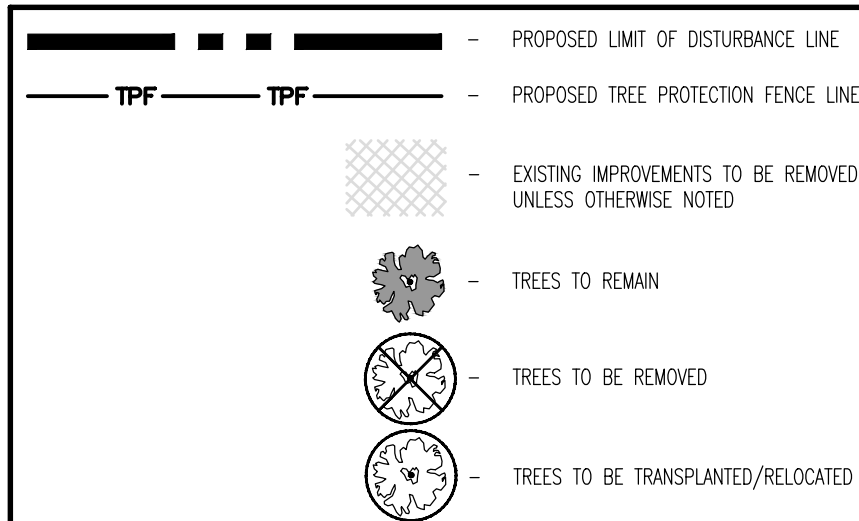 - PROPOSED LIMIT OF DISTURBANCE LINE
TPF TPF - PROPOSED TREE PROTECTION FENCE LINE
- EXISTING IMPROVEMENTS TO BE REMOVED
UNLESS OTHERWISE NOTED
- TREES TO REMAIN
- TREES TO BE REMOVED
- TREES TO BE TRANSPLANTED/RELOCATED